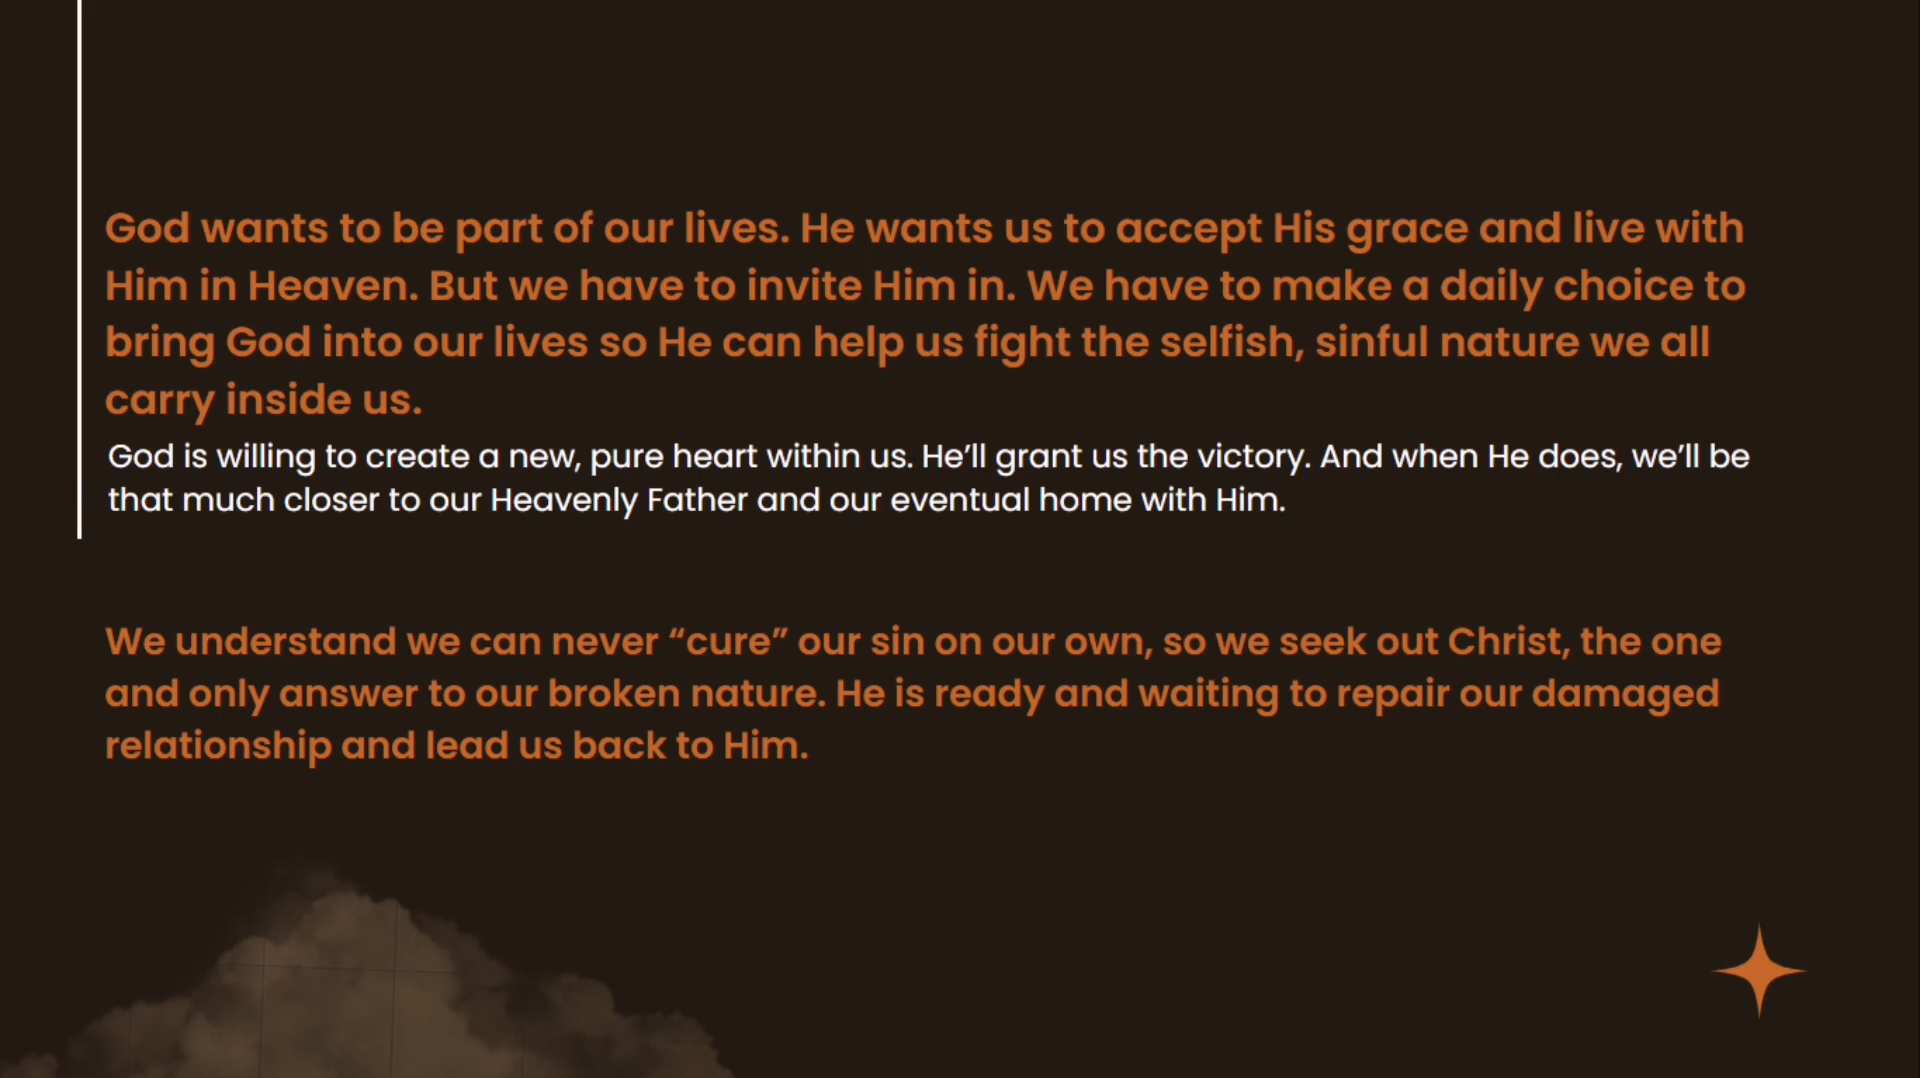 God wants to be part of our lives. He wants us to accept His grace and live with
Him in Heaven. But we have to invite Him in. We have to make a daily choice to
bring God into our lives so He can help us fight the selfish, sinful nature we all
carry inside us.
God is willing to create a new, pure heart within us. He’ll grant us the victory. And when He does, we’ll be
that much closer to our Heavenly Father and our eventual home with Him.
We understand we can never “cure” our sin on our own, so we seek out Christ, the one
and only answer to our broken nature. He is ready and waiting to repair our damaged
relationship and lead us back to Him.